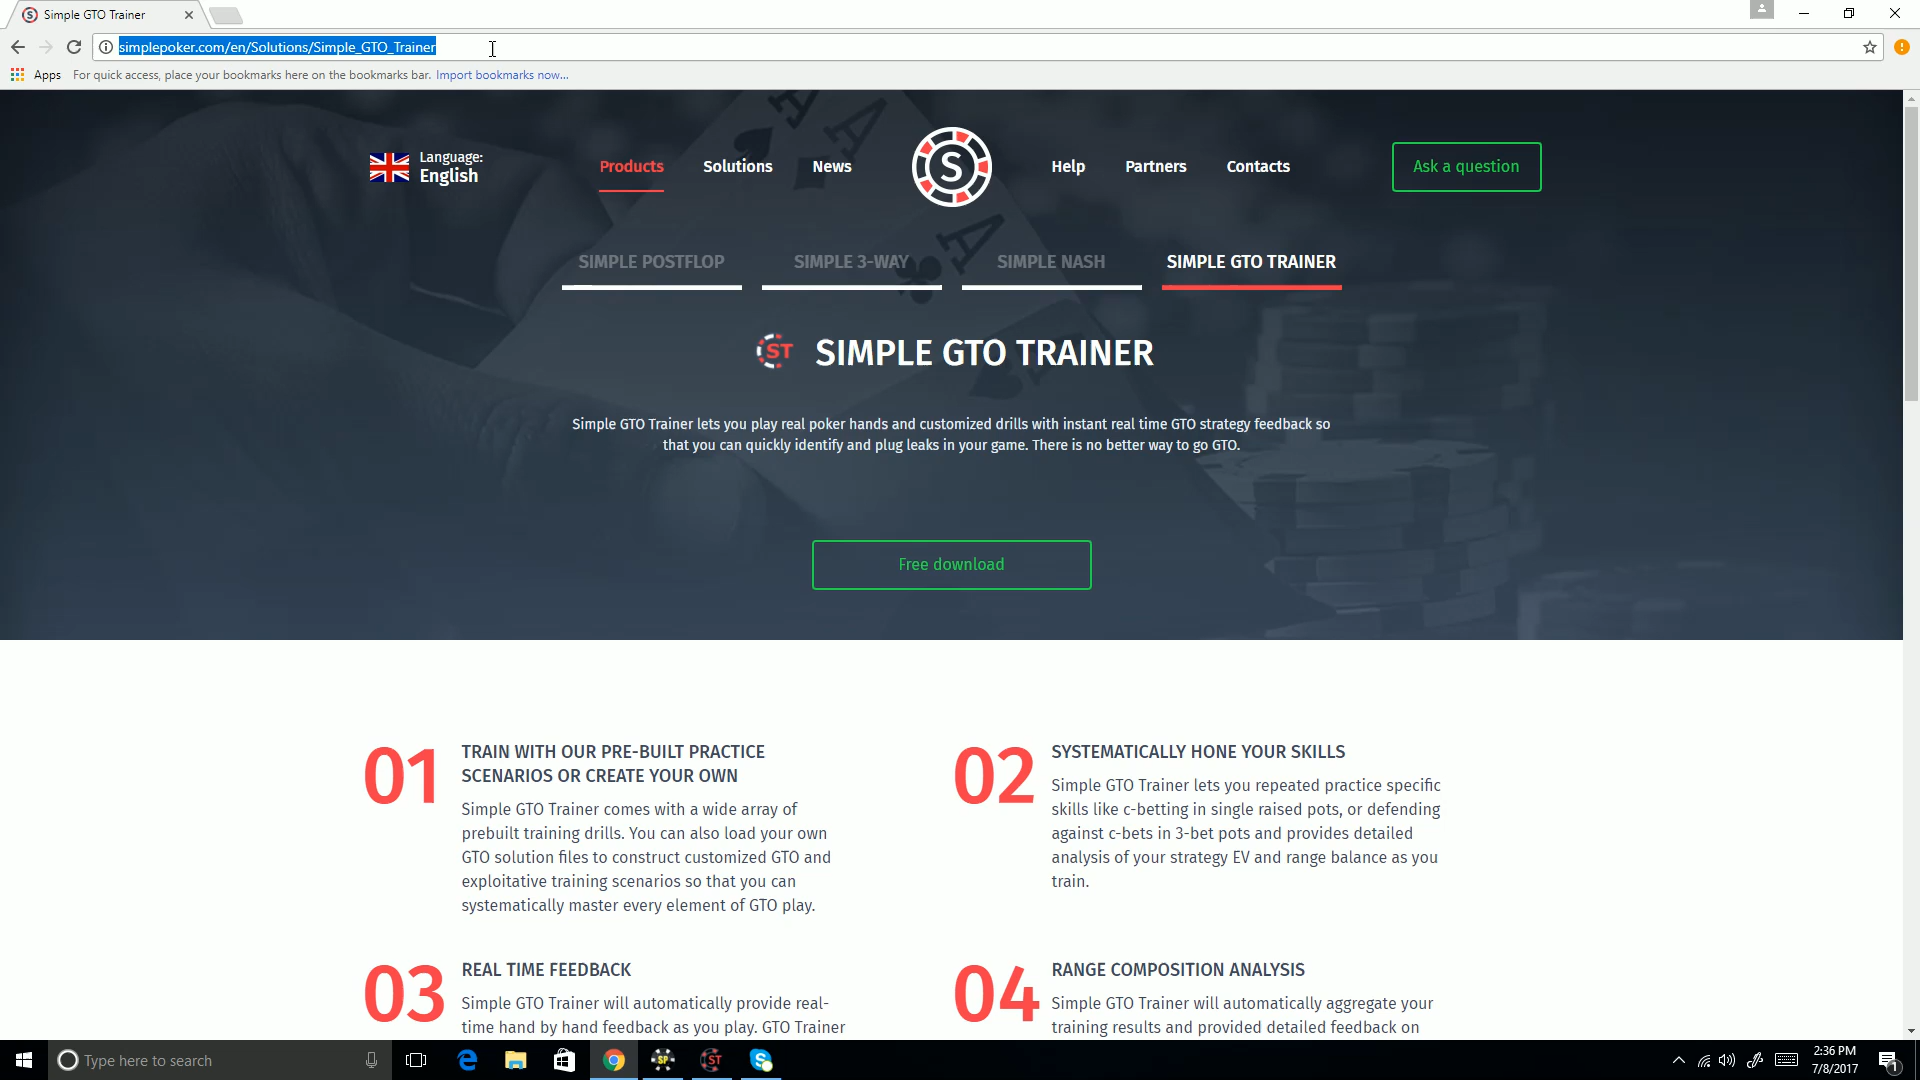 Simple GTO Trainer
simplepoker.com/en/Solutions/Simple_GTO_Trainer
Apps For quick access, place your bookmarks here on the bookmarks bar. Import bookmarks now...
Language:
English
Products Solutions News S Help Partners Contacts
Ask a question
SIMPLE POSTFLOP SIMPLE 3-WAY SIMPLE NASH SIMPLE GTO TRAINER
ST SIMPLE GTO TRAINER
Simple GTO Trainer lets you play real poker hands and customized drills with instant real time GTO strategy feedback so
that you can quickly identify and plug leaks in your game. There is no better way to go GTO.
Free download
01
TRAIN WITH OUR PRE-BUILT PRACTICE
SCENARIOS OR CREATE YOUR OWN
Simple GTO Trainer comes with a wide array of
prebuilt training drills. You can also load your own
GTO solution files to construct customized GTO and
exploitative training scenarios so that you can
systematically master every element of GTO play.
02
SYSTEMATICALLY HONE YOUR SKILLS
Simple GTO Trainer lets you repeated practice specific
skills like c-betting in single raised pots, or defending
against c-bets in 3-bet pots and provides detailed
analysis of your strategy EV and range balance as you
train.
03
REAL TIME FEEDBACK
Simple GTO Trainer will automatically provide real-
time hand by hand feedback as you play. GTO Trainer
04
RANGE COMPOSITION ANALYSIS
Simple GTO Trainer will automatically aggregate your
training results and provided detailed feedback on
Type here to search
SP
ST
2:36 PM
7/8/2017
1